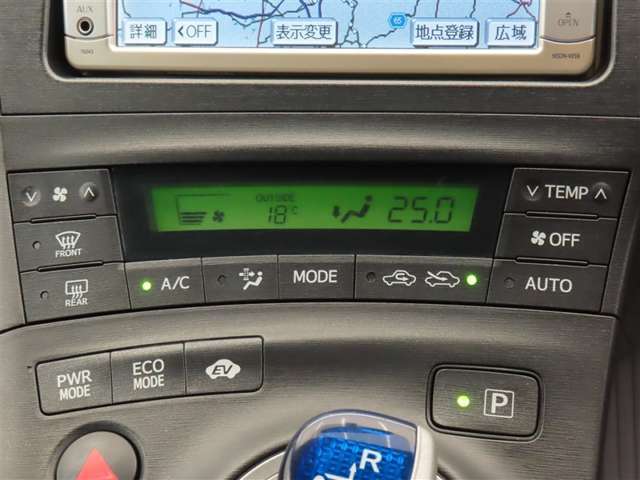 AUX
詳細 OFF 表示変更 地点登録 広域
65
OPEN
OUTSIDE
18℃ 25.0
TEMP
FRONT OFF
REAR A/C MODE AUTO
PWR MODE
ECO MODE
EV
P
R